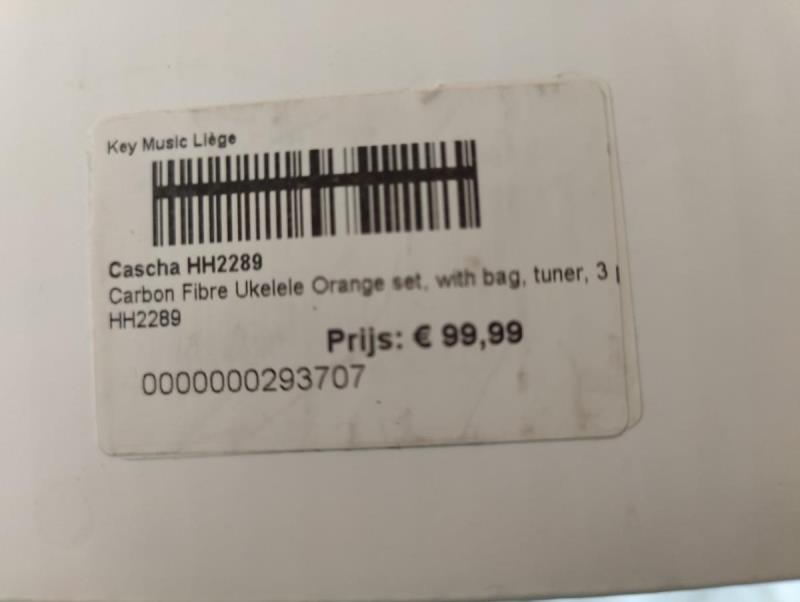 Key Music Liège
Cascha HH2289
Carbon Fibre Ukelele Orange set, with bag, tuner, 3
HH2289
Prijs: € 99,99
0000000293707